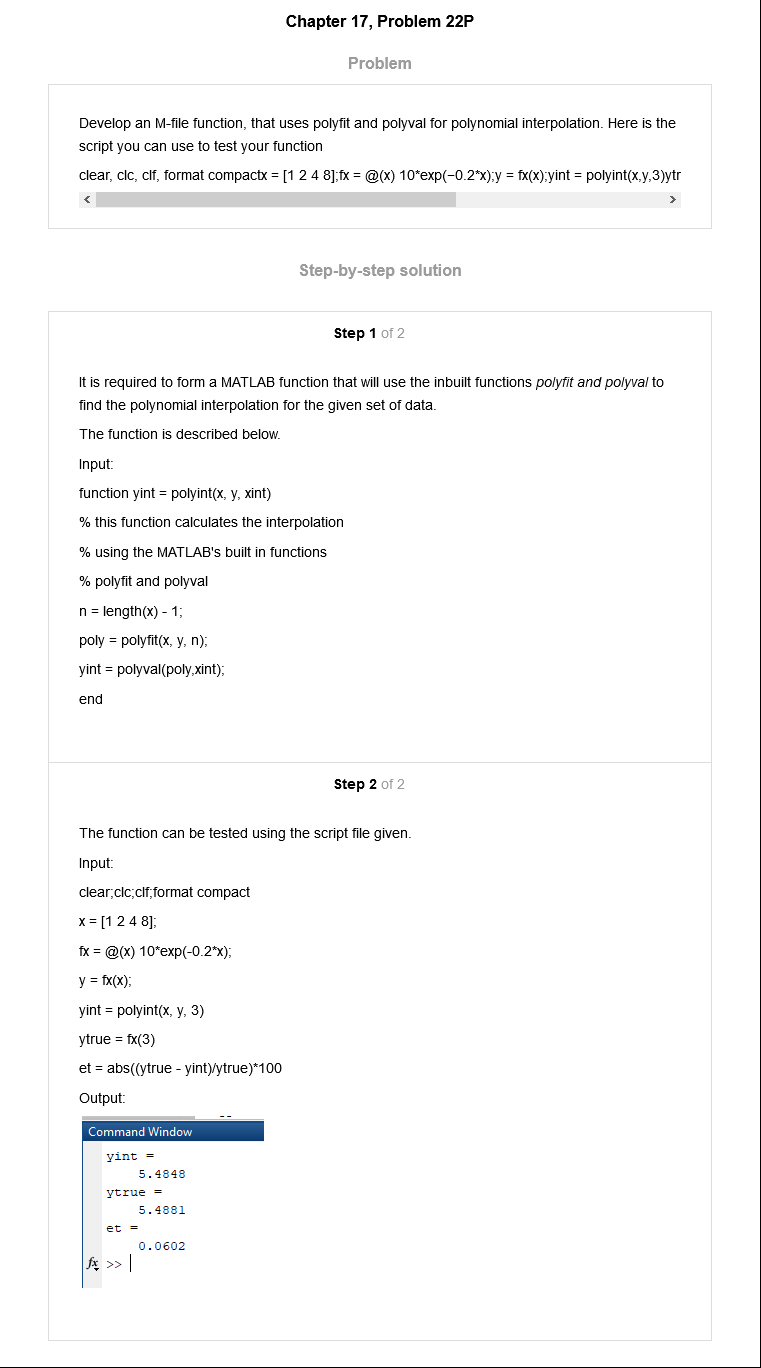 Chapter 17, Problem 22P
Problem
Develop an M-file function, that uses polyfit and polyval for polynomial interpolation. Here is the
script you can use to test your function
clear, clc, clf, format compactx = [1 2 4 8];fx = @(x) 10*exp(−0.2*x);y = fx(x);yint = polyint(x,y,3)ytr
Step-by-step solution
Step 1 of 2
It is required to form a MATLAB function that will use the inbuilt functions polyfit and polyval to
find the polynomial interpolation for the given set of data.
The function is described below.
Input:
function yint = polyint(x, y, xint)
% this function calculates the interpolation
% using the MATLAB's built in functions
% polyfit and polyval
n = length(x) - 1;
poly = polyfit(x, y, n);
yint = polyval(poly,xint);
end
Step 2 of 2
The function can be tested using the script file given.
Input:
clear;clc;clf;format compact
x = [1 2 4 8];
fx = @(x) 10*exp(-0.2*x);
y = fx(x);
yint = polyint(x, y, 3)
ytrue = fx(3)
et = abs((ytrue - yint)/ytrue)*100
Output:
Command Window
yint =
5.4848
ytrue =
5.4881
et =
0.0602
fx >>